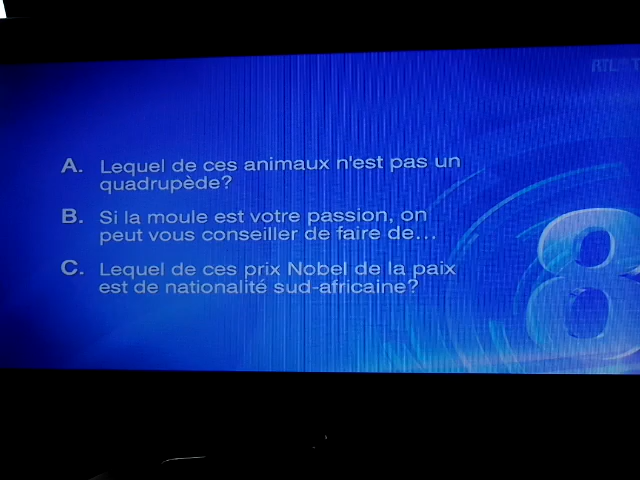 RTL
A. Lequel de ces animaux n'est pas un
quadrupède?
B. Si la moule est votre passion, on
peut vous conseiller de faire de...
C. Lequel de ces prix Nobel de la paix
est de nationalité sud-africaine?
8